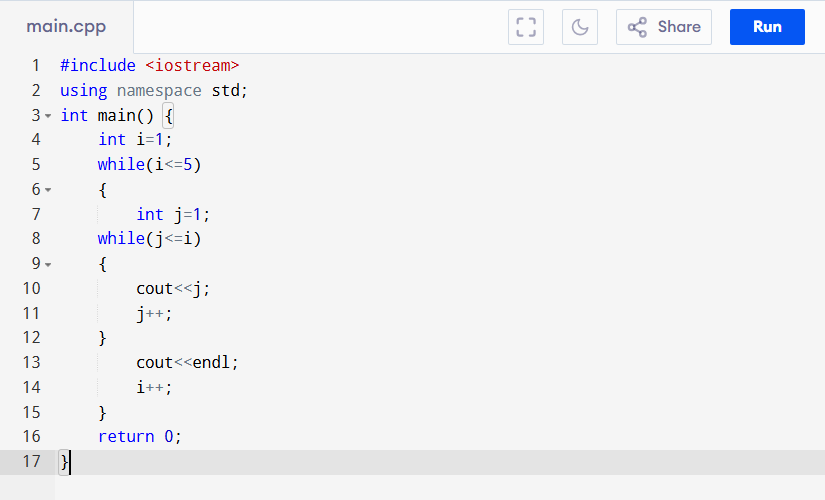 main.cpp Share Run
1 #include <iostream>
2 using namespace std;
3 int main() {
4     int i=1;
5     while(i<=5)
6     {
7         int j=1;
8     while(j<=i)
9     {
10         cout<<j;
11         j++;
12     }
13         cout<<endl;
14         i++;
15     }
16     return 0;
17 }